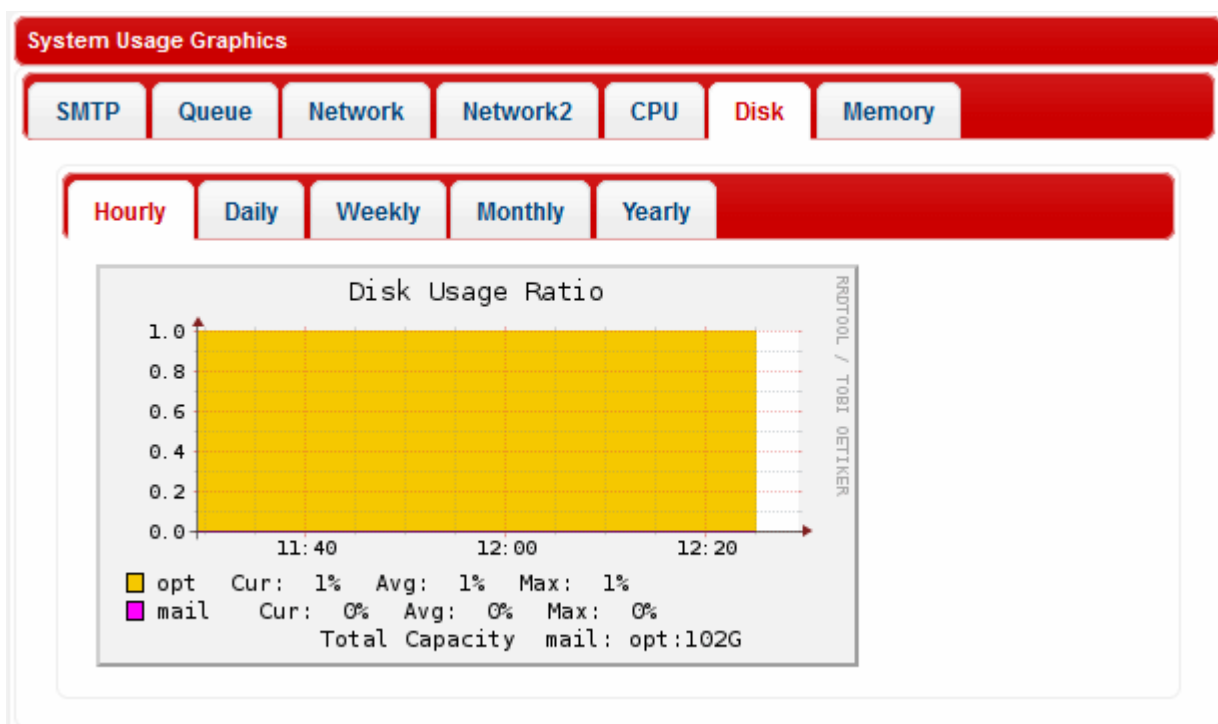 System Usage Graphics
SMTP Queue Network Network2 CPU Disk Memory
Hourly Daily Weekly Monthly Yearly
Disk Usage Ratio
RRDTOOL / TOBI OETIKER
1.0
0.8
0.6
0.4
0.2
0.0
11:40 12:00 12:20
opt Cur: 1% Avg: 1% Max: 1%
mail Cur: 0% Avg: 0% Max: 0%
Total Capacity mail: opt:102G